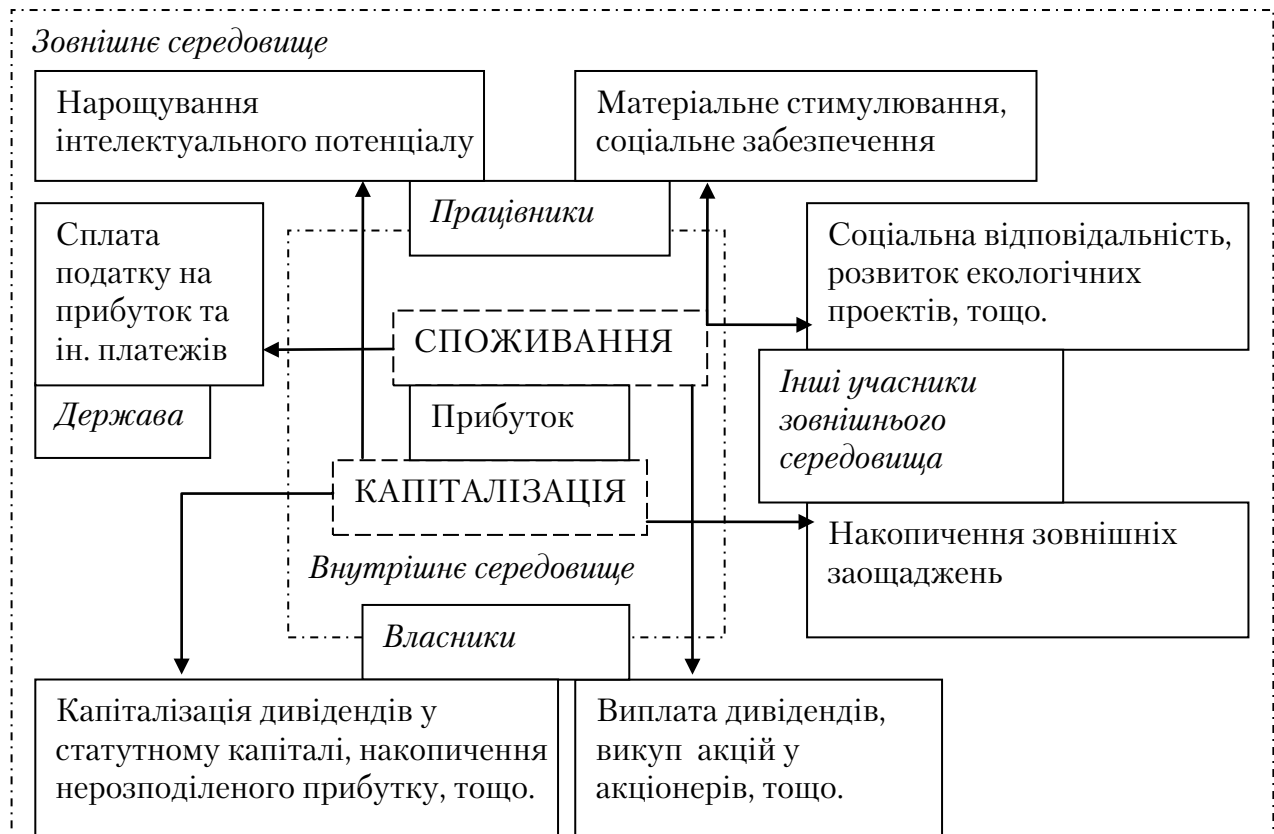 Зовнішнє середовище
Нарощування
інтелектуального потенціалу
Матеріальне стимулювання,
соціальне забезпечення
Працівники
Сплата
податку на
прибуток та
ін. платежів
Держава
Соціальна відповідальність,
розвиток екологічних
проектів, тощо.
СПОЖИВАННЯ
Прибуток
КАПІТАЛІЗАЦІЯ
Інші учасники
зовнішнього
середовища
Накопичення зовнішніх
заощаджень
Внутрішнє середовище
Власники
Капіталізація дивідендів у
статутному капіталі, накопичення
нерозподіленого прибутку, тощо.
Виплата дивідендів,
викуп акцій у
акціонерів, тощо.